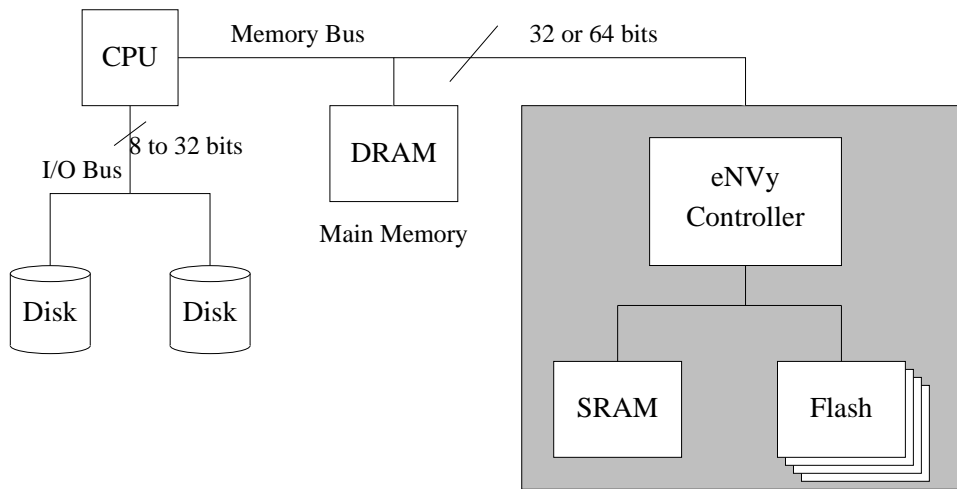 CPU
Memory Bus
32 or 64 bits
8 to 32 bits
I/O Bus
DRAM
Main Memory
eNVy
Controller
Disk
Disk
SRAM
Flash